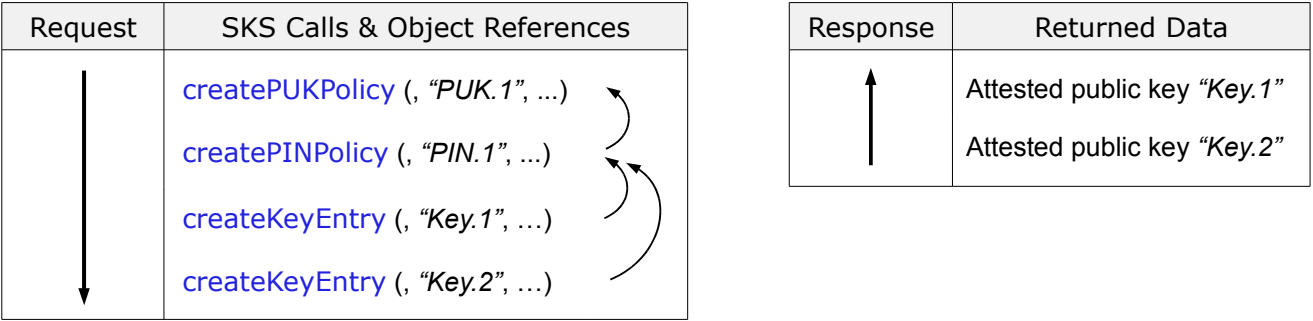 Request SKS Calls & Object References
createPUKPolicy (, “PUK.1”, ...)
createPINPolicy (, “PIN.1”, ...)
createKeyEntry (, “Key.1”, …)
createKeyEntry (, “Key.2”, …)
Response Returned Data
Attested public key “Key.1”
Attested public key “Key.2”